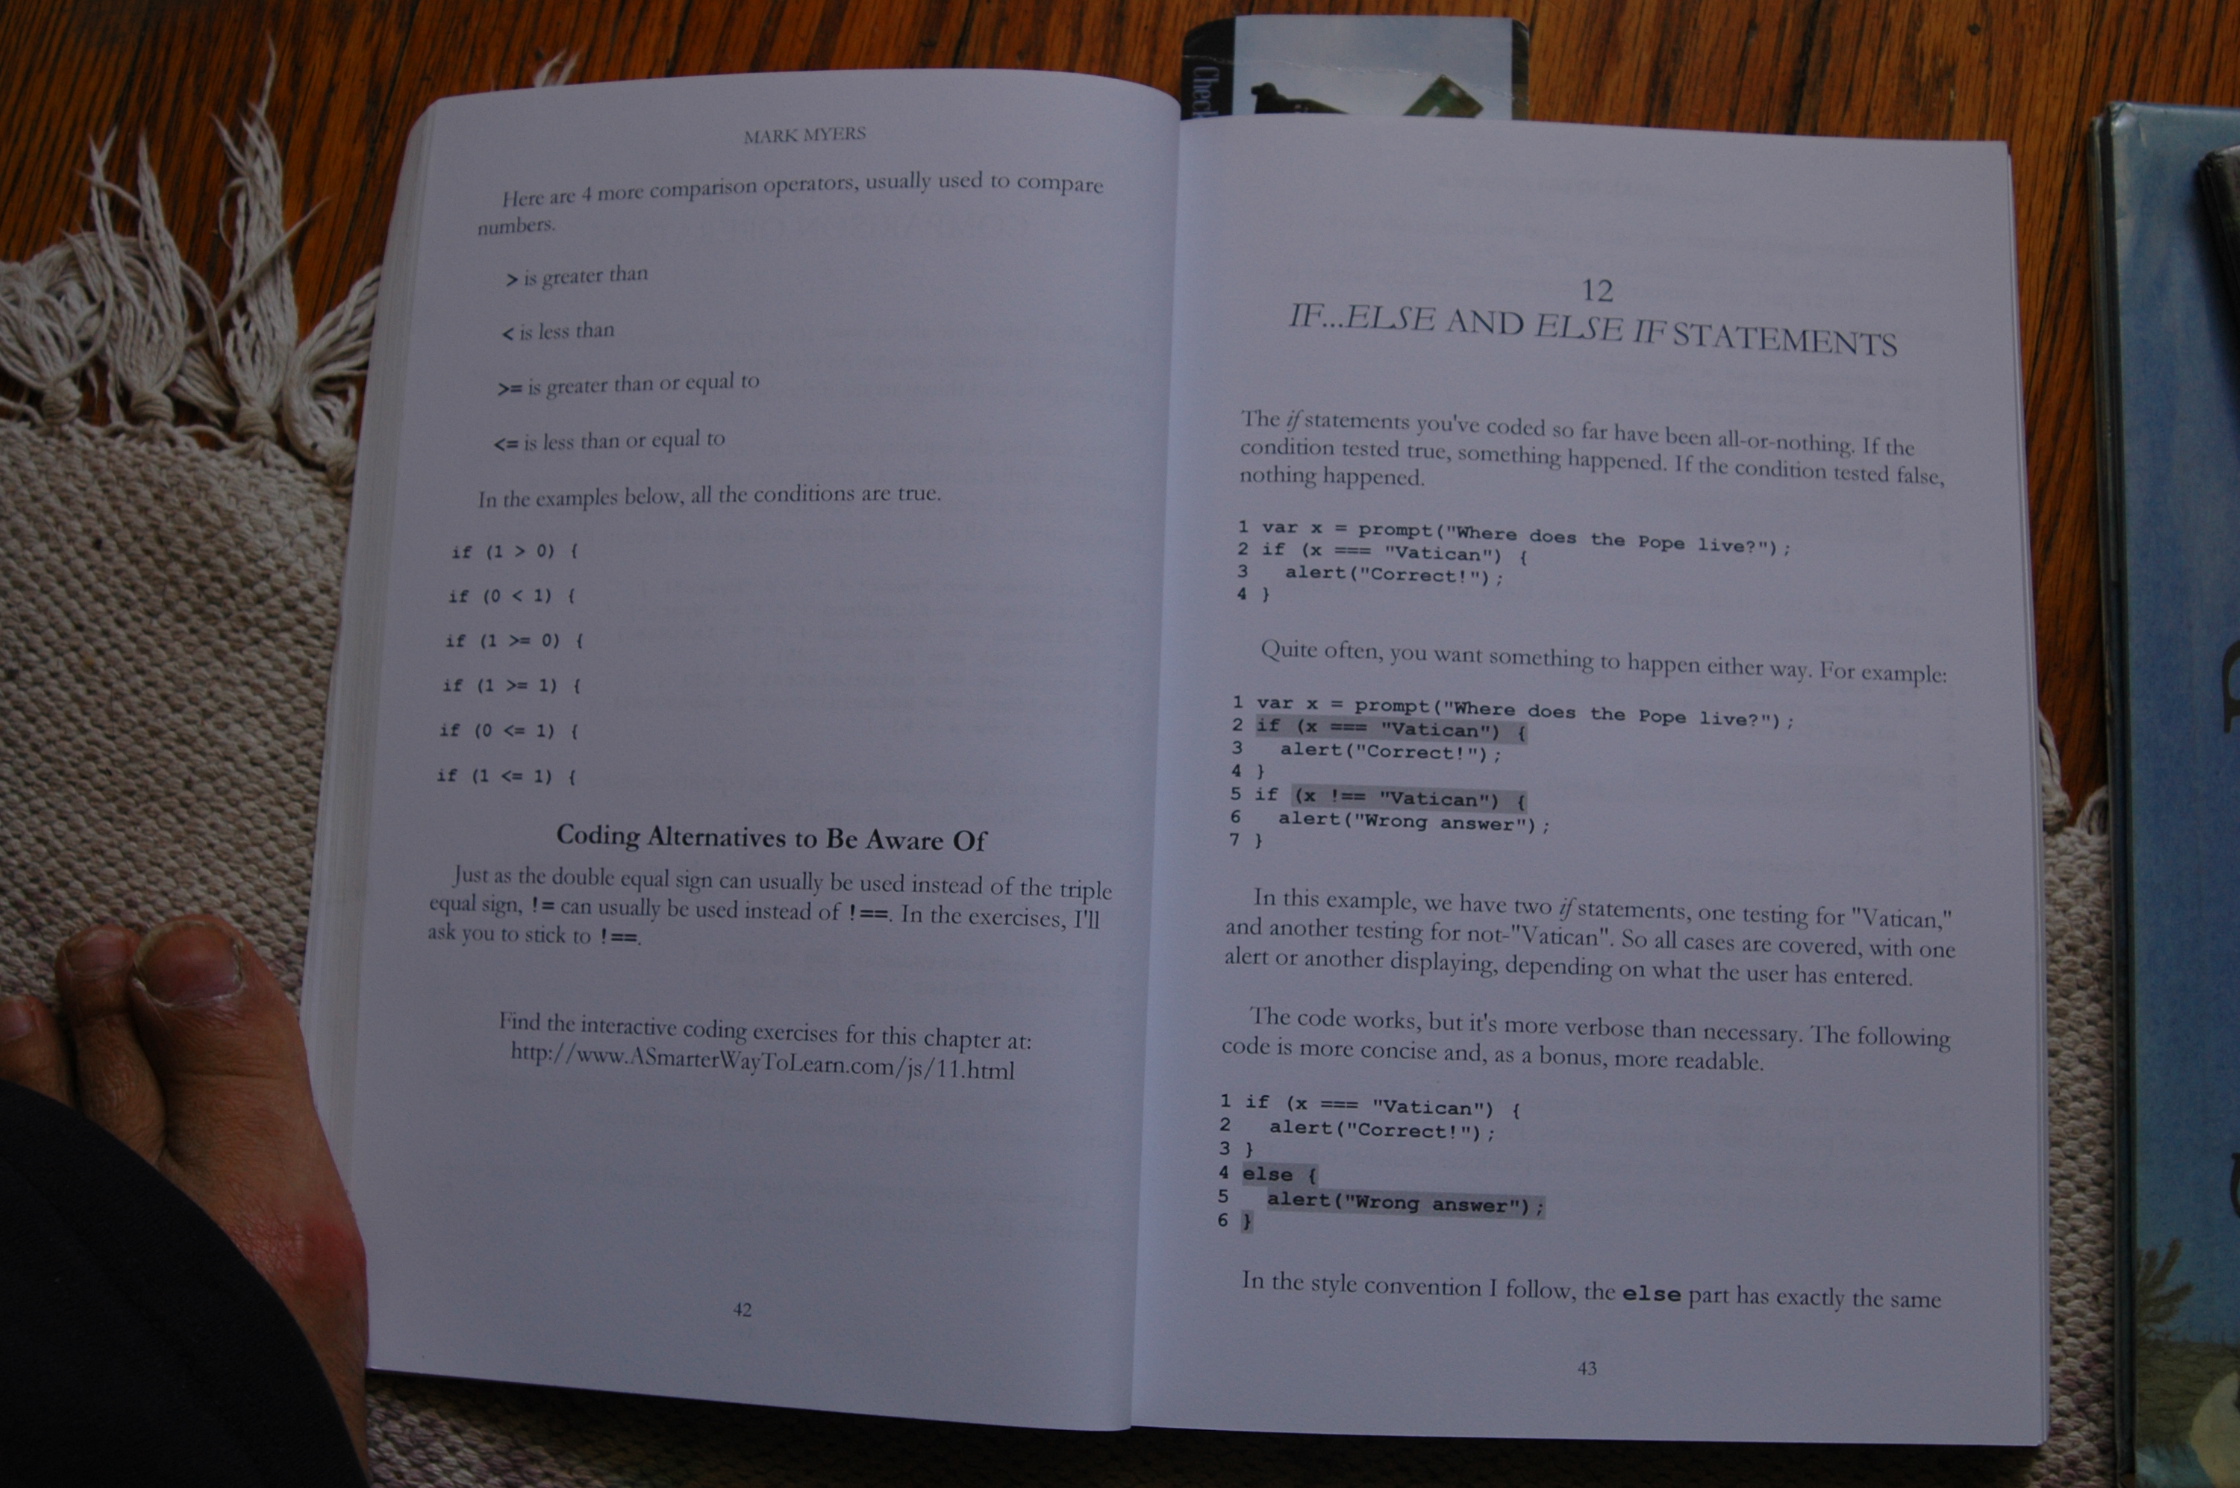 MARK MYERS
Here are 4 more comparison operators, usually used to compare
numbers.
> is greater than
< is less than
>= is greater than or equal to
<= is less than or equal to
In the examples below, all the conditions are true.
if (1 > 0) {
if (0 < 1) {
if (1 >= 0) {
if (1 >= 1) {
if (0 <= 1) {
if (1 <= 1) {
Coding Alternatives to Be Aware Of
Just as the double equal sign can usually be used instead of the triple
equal sign, != can usually be used instead of !==. In the exercises, I'll
ask you to stick to !==.
Find the interactive coding exercises for this chapter at:
http://www.ASmarterWayToLearn.com/js/11.html
42
Check
12
IF...ELSE AND ELSE IF STATEMENTS
The if statements you've coded so far have been all-or-nothing. If the
condition tested true, something happened. If the condition tested false,
nothing happened.
1 var x = prompt("Where does the Pope live?");
2 if (x === "Vatican") {
3   alert("Correct!");
4 }
Quite often, you want something to happen either way. For example:
1 var x = prompt("Where does the Pope live?");
2 if (x === "Vatican") {
3   alert("Correct!");
4 }
5 if (x !== "Vatican") {
6   alert("Wrong answer");
7 }
In this example, we have two if statements, one testing for "Vatican,"
and another testing for not-"Vatican". So all cases are covered, with one
alert or another displaying, depending on what the user has entered.
The code works, but it's more verbose than necessary. The following
code is more concise and, as a bonus, more readable.
1 if (x === "Vatican") {
2   alert("Correct!");
3 }
4 else {
5   alert("Wrong answer");
6 }
In the style convention I follow, the else part has exactly the same
43